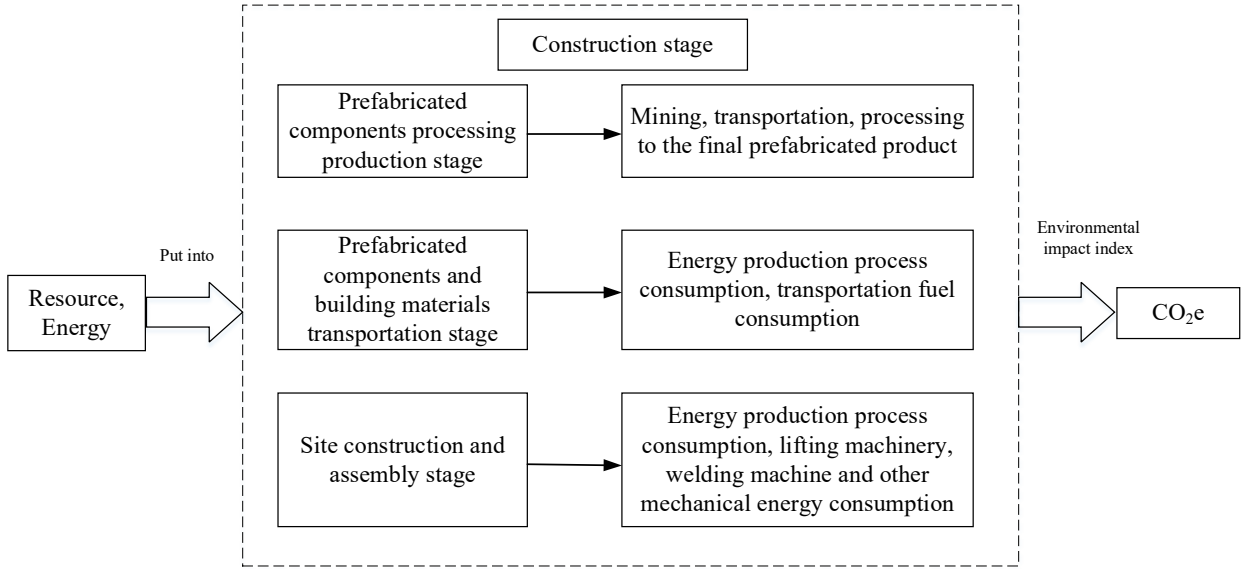 Construction stage
Prefabricated
components processing
production stage
Mining, transportation, processing
to the final prefabricated product
Put into
Resource,
Energy
Prefabricated
components and
building materials
transportation stage
Energy production process
consumption, transportation fuel
consumption
Environmental
impact index
CO₂e
Site construction and
assembly stage
Energy production process
consumption, lifting machinery,
welding machine and other
mechanical energy consumption